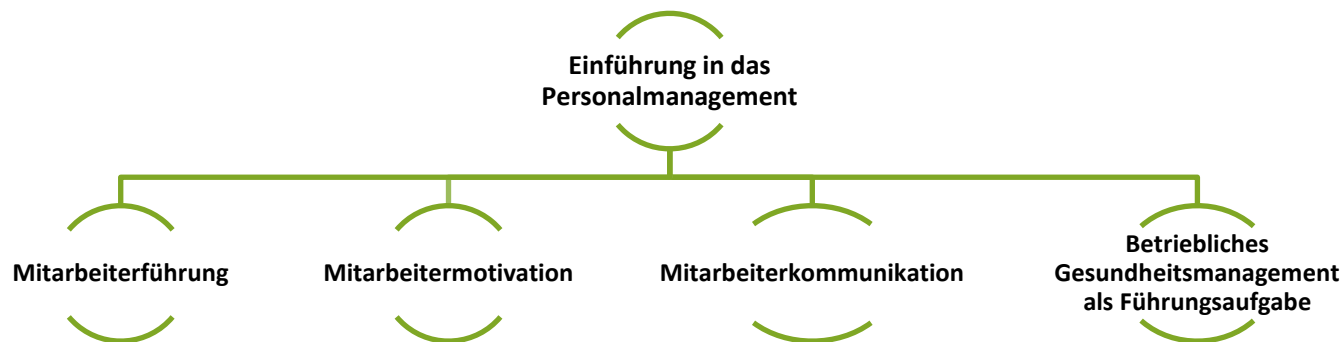 Einführung in das
Personalmanagement
Mitarbeiterführung
Mitarbeitermotivation
Mitarbeiterkommunikation
Betriebliches
Gesundheitsmanagement
als Führungsaufgabe